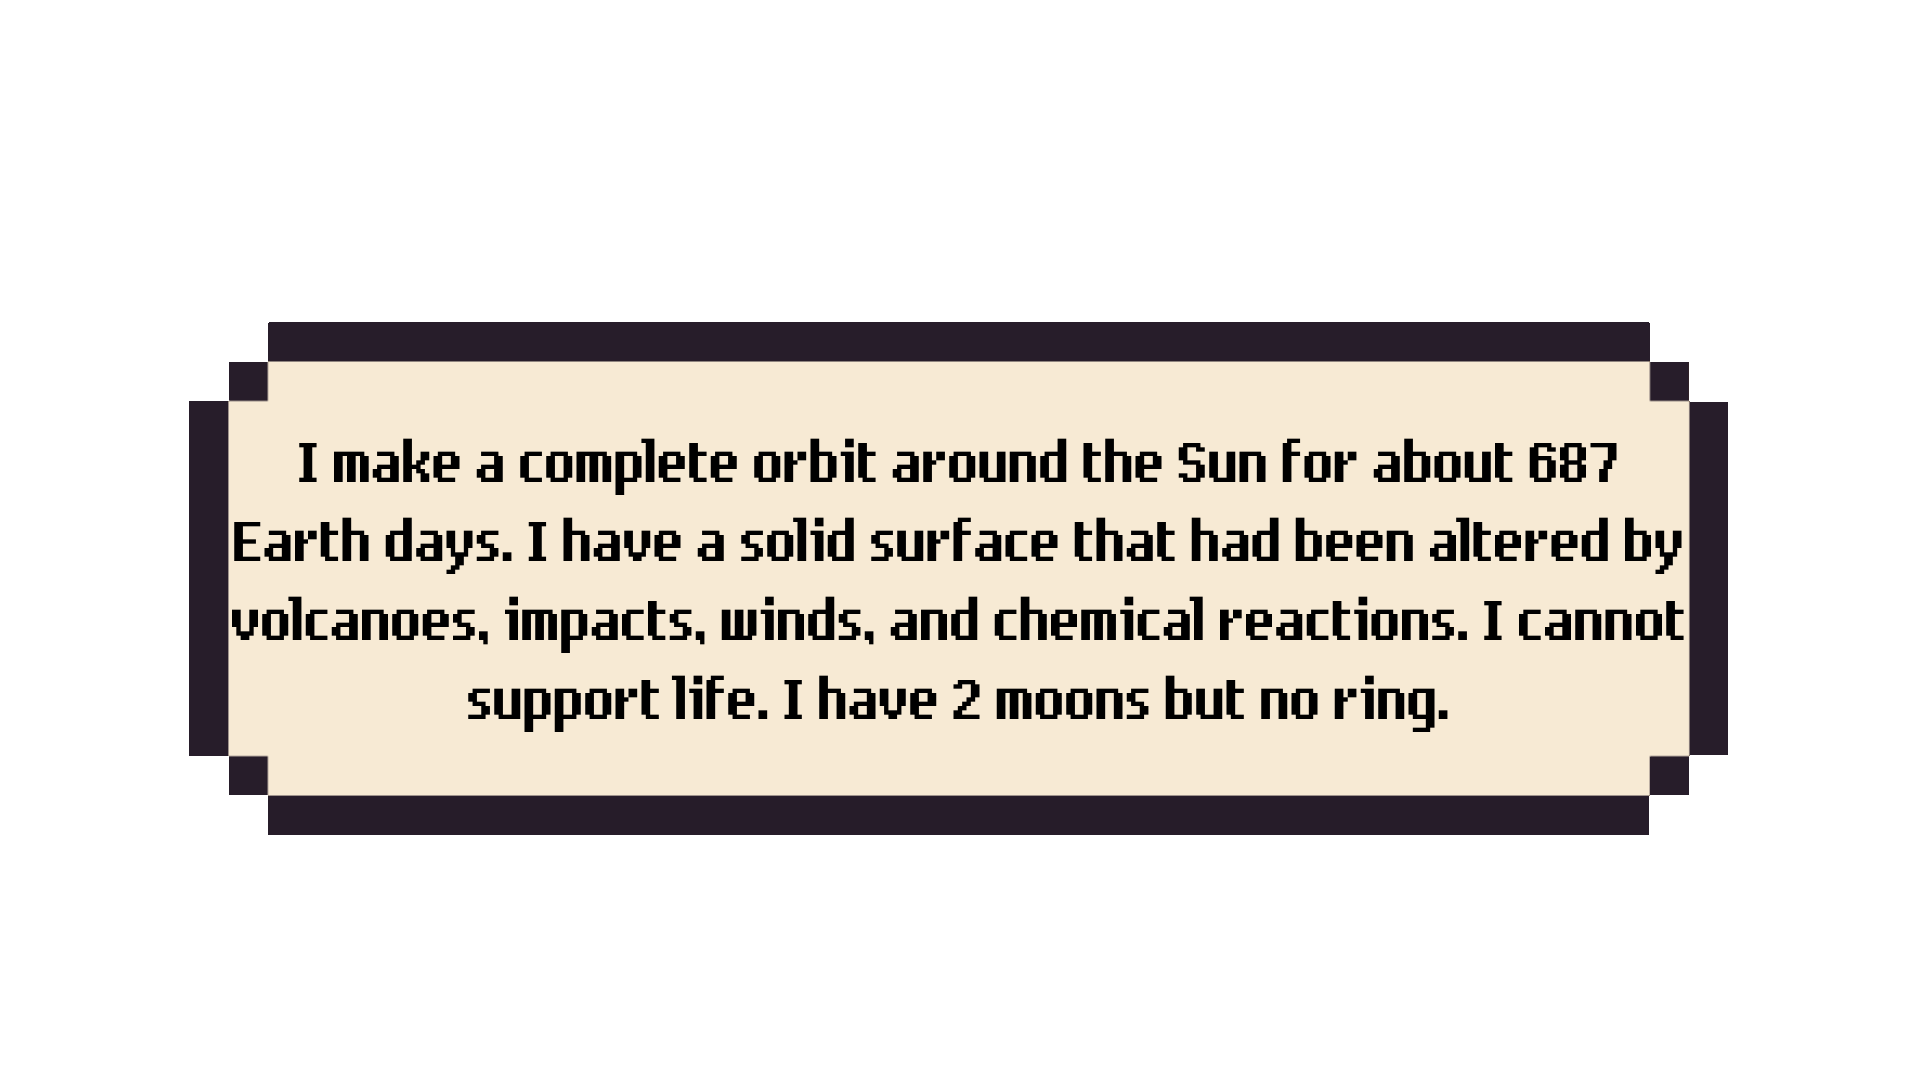 I make a complete orbit around the Sun for about 687
Earth days. I have a solid surface that had been altered by
volcanoes, impacts, winds, and chemical reactions. I cannot
support life. I have 2 moons but no ring.